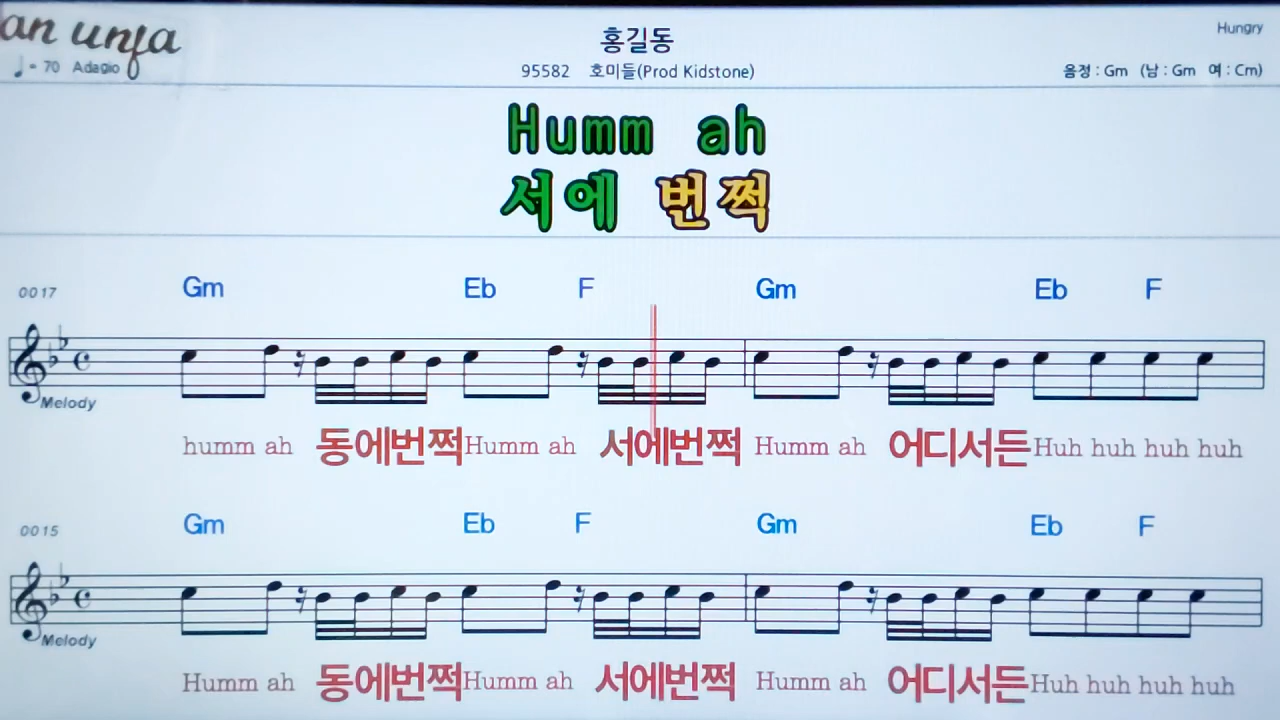 Hungry
홍길동
♩= 70 Adagio
95582 호미들(Prod Kidstone)
음정 : Gm (남 : Gm 여 : Cm)
Humm ah
서에 번쩍
0017 Gm Eb F Gm Eb F
Melody
humm ah 동에번쩍 Humm ah 서에번쩍 Humm ah 어디서든 Huh huh huh huh
0015 Gm Eb F Gm Eb F
Melody
Humm ah 동에번쩍 Humm ah 서에번쩍 Humm ah 어디서든 Huh huh huh huh